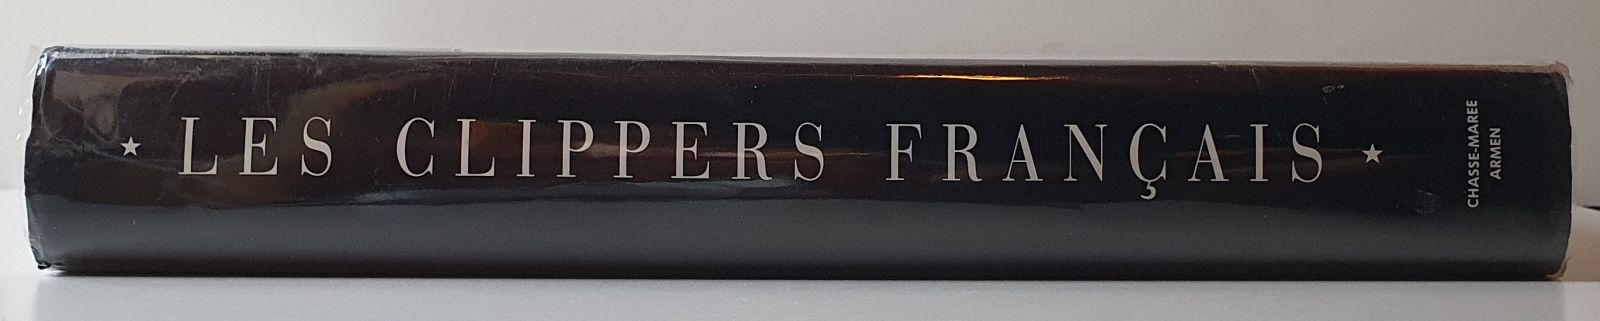 ★ LES CLIPPERS FRANÇAIS ★
CHASSE-MAREE
ARMEN